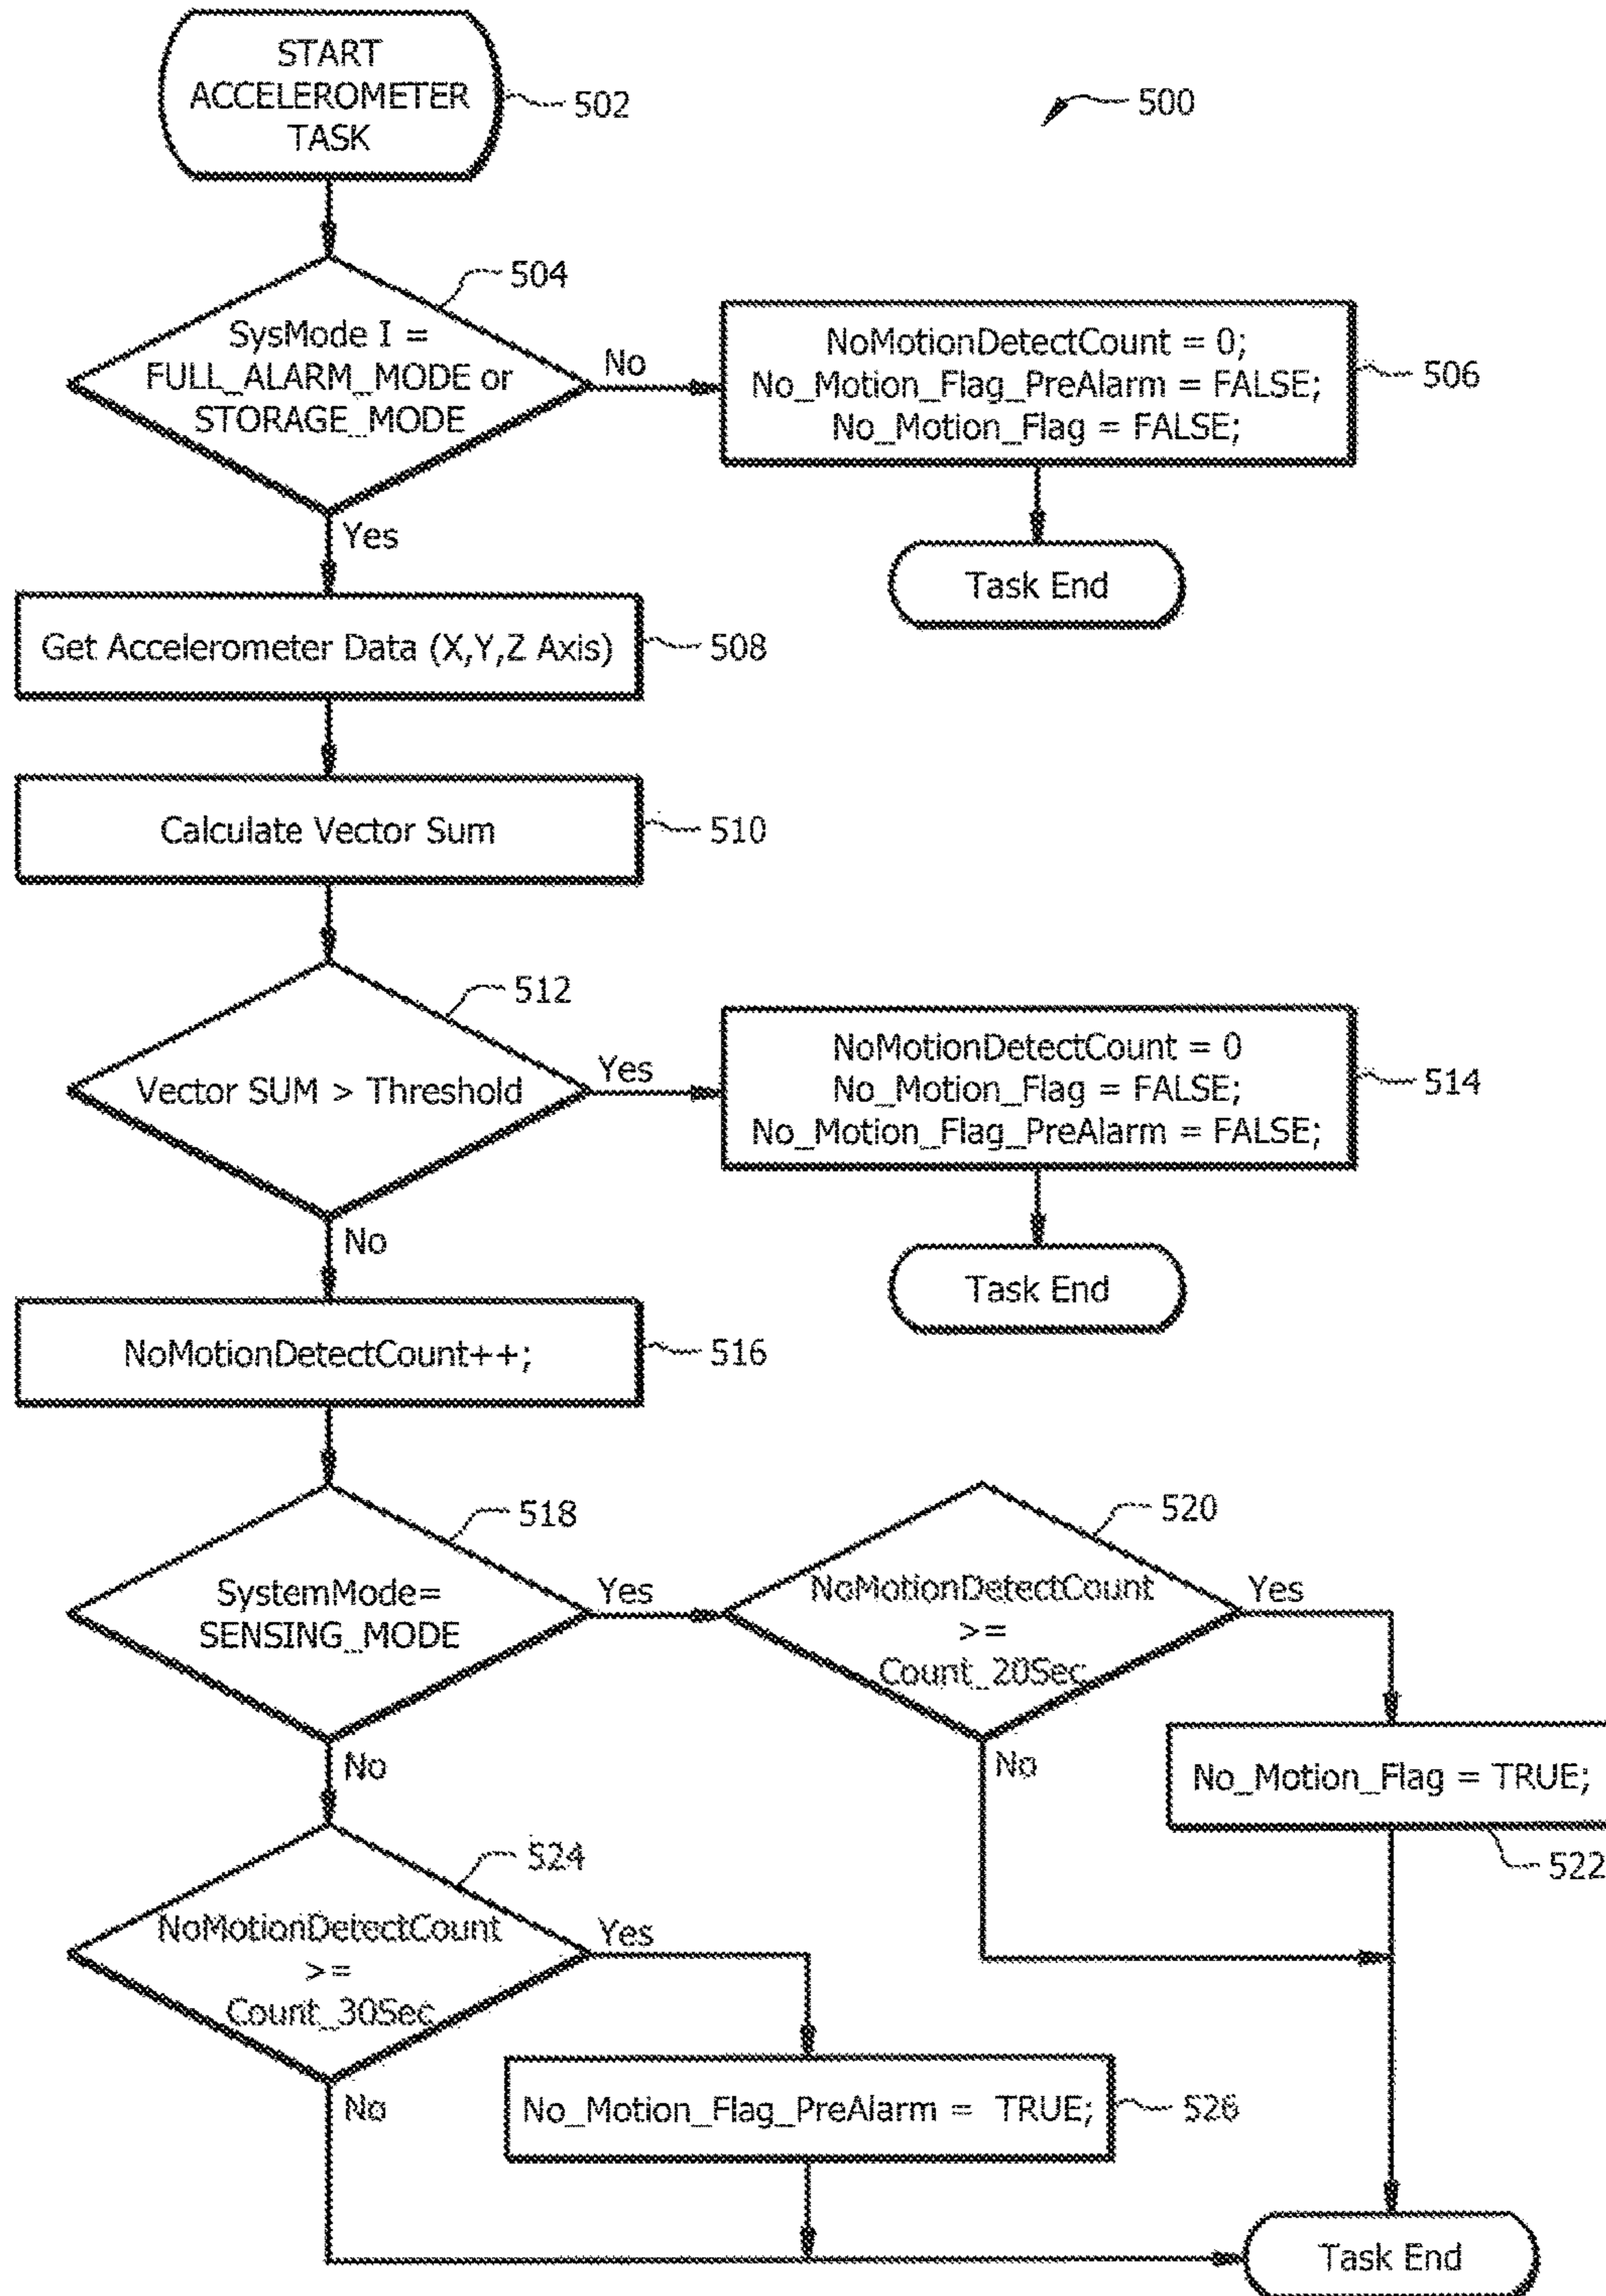 START
ACCELEROMETER
TASK
502
500
504
SysMode I =
FULL_ALARM_MODE or
STORAGE_MODE
No
NoMotionDetectCount = 0;
No_Motion_Flag_PreAlarm = FALSE;
No_Motion_Flag = FALSE;
506
Yes
Task End
Get Accelerometer Data (X,Y,Z Axis)
508
Calculate Vector Sum
510
512
Vector SUM > Threshold
Yes
NoMotionDetectCount = 0
No_Motion_Flag = FALSE;
No_Motion_Flag_PreAlarm = FALSE;
514
No
Task End
NoMotionDetectCount++;
516
518
SystemMode=
SENSING_MODE
Yes
520
NoMotionDetectCount
>=
Count_20Sec
Yes
No
No
No_Motion_Flag = TRUE;
522
524
NoMotionDetectCount
>=
Count_30Sec
Yes
No
No_Motion_Flag_PreAlarm = TRUE;
526
Task End